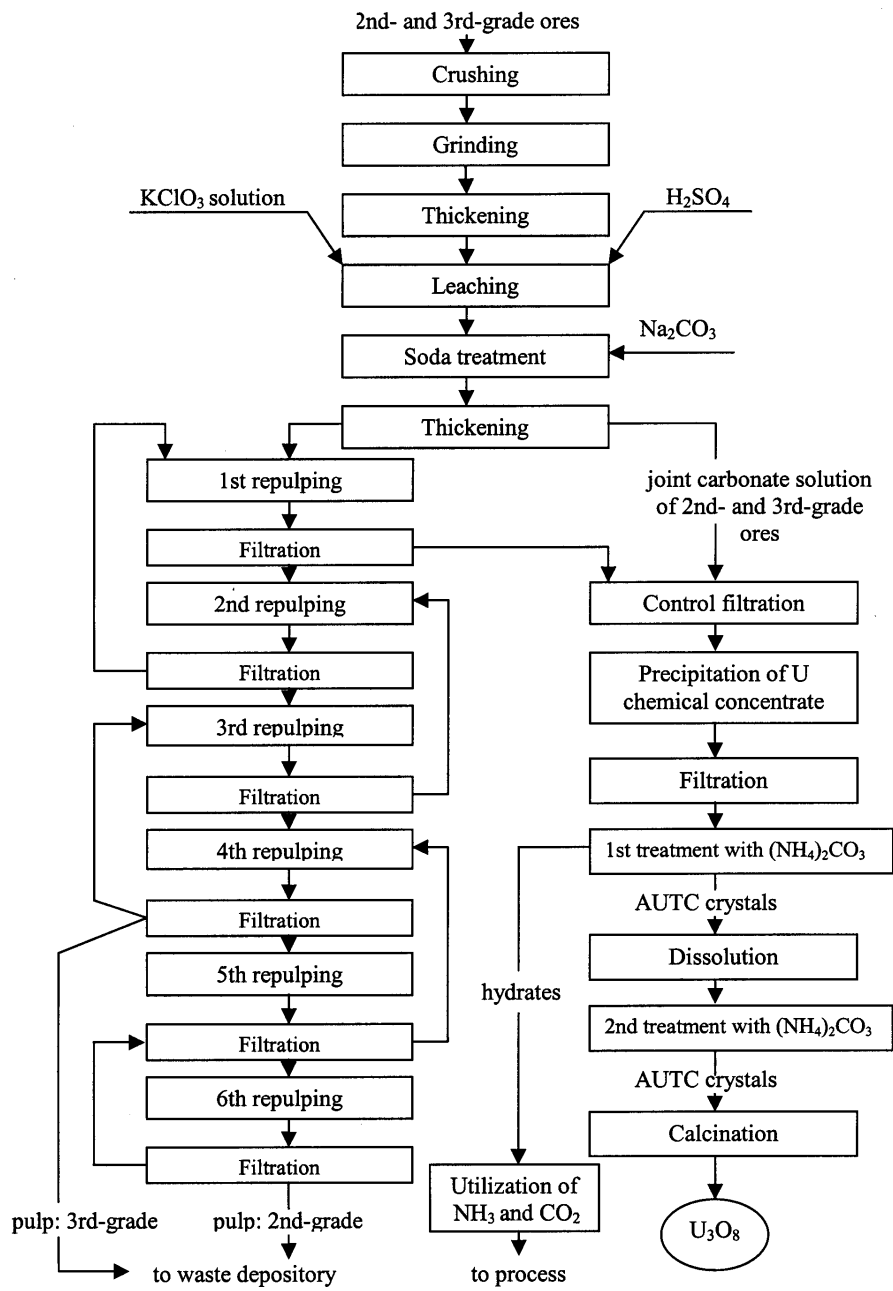 2nd- and 3rd-grade ores
Crushing
Grinding
KClO₃ solution
Thickening
H₂SO₄
Leaching
Soda treatment
Na₂CO₃
Thickening
1st repulping
joint carbonate solution
of 2nd- and 3rd-grade
ores
Filtration
2nd repulping
Control filtration
Filtration
Precipitation of U
chemical concentrate
3rd repulping
Filtration
Filtration
4th repulping
1st treatment with (NH₄)₂CO₃
AUTC crystals
Filtration
Dissolution
5th repulping
hydrates
Filtration
2nd treatment with (NH₄)₂CO₃
AUTC crystals
6th repulping
Calcination
Filtration
Utilization of
NH₃ and CO₂
pulp: 3rd-grade
pulp: 2nd-grade
U₃O₈
to waste depository
to process